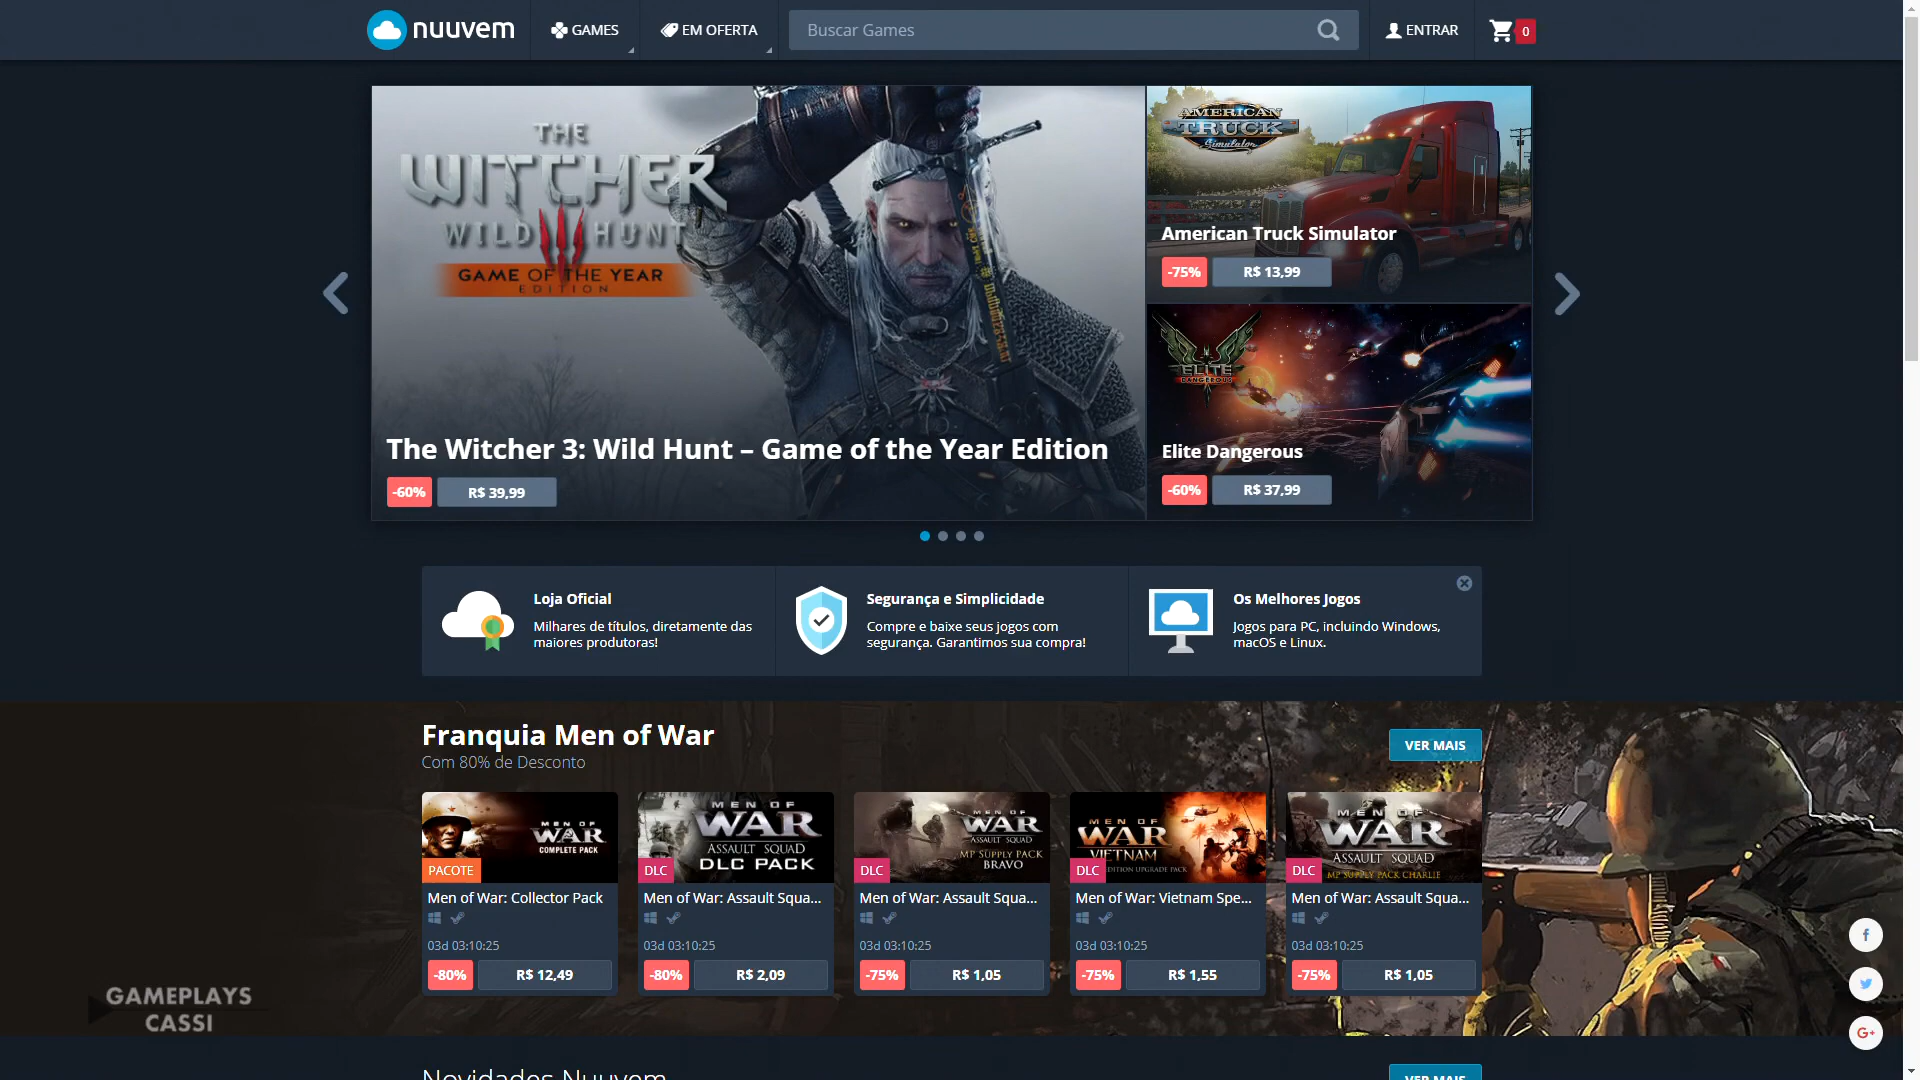 nuuvem
GAMES
EM OFERTA
Buscar Games
ENTRAR
0
THE
WITCHER
WILD HUNT
GAME OF THE YEAR
EDITION
The Witcher 3: Wild Hunt – Game of the Year Edition
-60%
R$ 39,99
AMERICAN
TRUCK
Simulator
American Truck Simulator
-75%
R$ 13,99
ELITE
DANGEROUS
Elite Dangerous
-60%
R$ 37,99
Loja Oficial
Milhares de títulos, diretamente das
maiores produtoras!
Segurança e Simplicidade
Compre e baixe seus jogos com
segurança. Garantimos sua compra!
Os Melhores Jogos
Jogos para PC, incluindo Windows,
macOS e Linux.
Franquia Men of War
Com 80% de Desconto
VER MAIS
MEN OF
WAR
COMPLETE PACK
PACOTE
Men of War: Collector Pack
03d 03:10:25
-80%
R$ 12,49
MEN OF
WAR
ASSAULT SQUAD
DLC PACK
DLC
Men of War: Assault Squa...
03d 03:10:25
-80%
R$ 2,09
MEN OF
WAR
ASSAULT SQUAD
MP SUPPLY PACK
BRAVO
DLC
Men of War: Assault Squa...
03d 03:10:25
-75%
R$ 1,05
MEN OF
WAR
VIETNAM
EDITION UPGRADE PACK
DLC
Men of War: Vietnam Spe...
03d 03:10:25
-75%
R$ 1,55
MEN OF
WAR
ASSAULT SQUAD
MP SUPPLY PACK CHARLIE
DLC
Men of War: Assault Squa...
03d 03:10:25
-75%
R$ 1,05
GAMEPLAYS
CASSI
f
G+
Novidades Nuuvem
VER MAIS